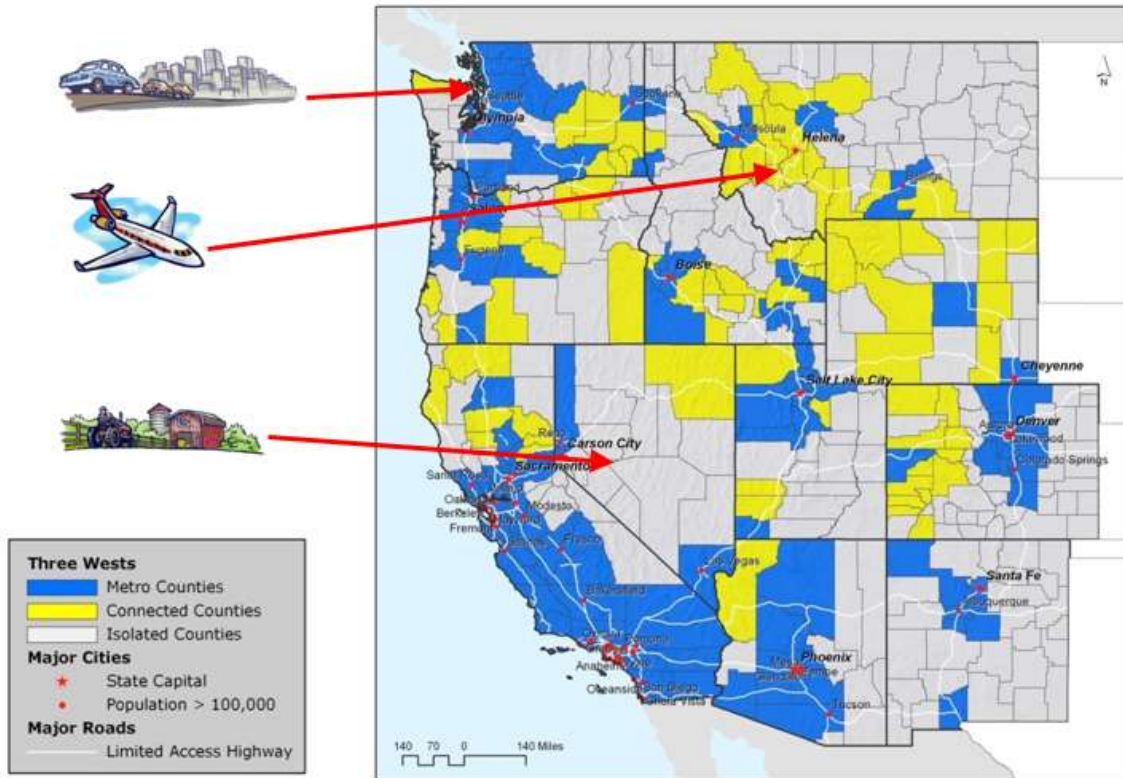 N
Seattle
Spokane
Olympia
Missoula
Helena
Billings
Eugene
Boise
Cheyenne
Salt Lake City
Denver
Colorado Springs
Reno
Carson City
Sacramento
Modesto
Berkeley
Fremont
Fresno
Las Vegas
Bakersfield
Santa Fe
Albuquerque
Pomona
Anaheim
Phoenix
Mesa
Tempe
Oceanside
San Diego
Chula Vista
Tucson
140 70 0 140 Miles
Three Wests
Metro Counties
Connected Counties
Isolated Counties
Major Cities
State Capital
Population > 100,000
Major Roads
Limited Access Highway